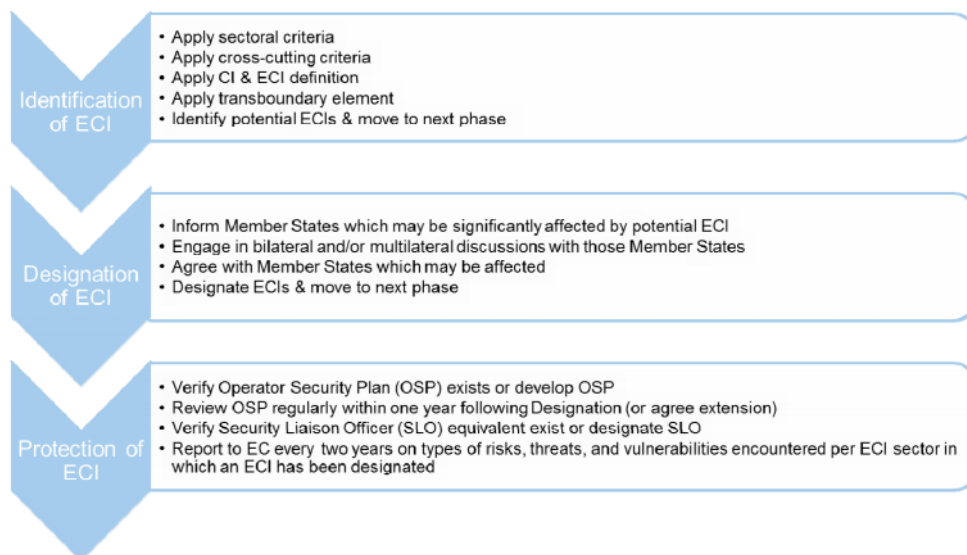 Identification
of ECI
• Apply sectoral criteria
• Apply cross-cutting criteria
• Apply CI & ECI definition
• Apply transboundary element
• Identify potential ECIs & move to next phase
Designation
of ECI
• Inform Member States which may be significantly affected by potential ECI
• Engage in bilateral and/or multilateral discussions with those Member States
• Agree with Member States which may be affected
• Designate ECIs & move to next phase
Protection of
ECI
• Verify Operator Security Plan (OSP) exists or develop OSP
• Review OSP regularly within one year following Designation (or agree extension)
• Verify Security Liaison Officer (SLO) equivalent exist or designate SLO
• Report to EC every two years on types of risks, threats, and vulnerabilities encountered per ECI sector in
which an ECI has been designated